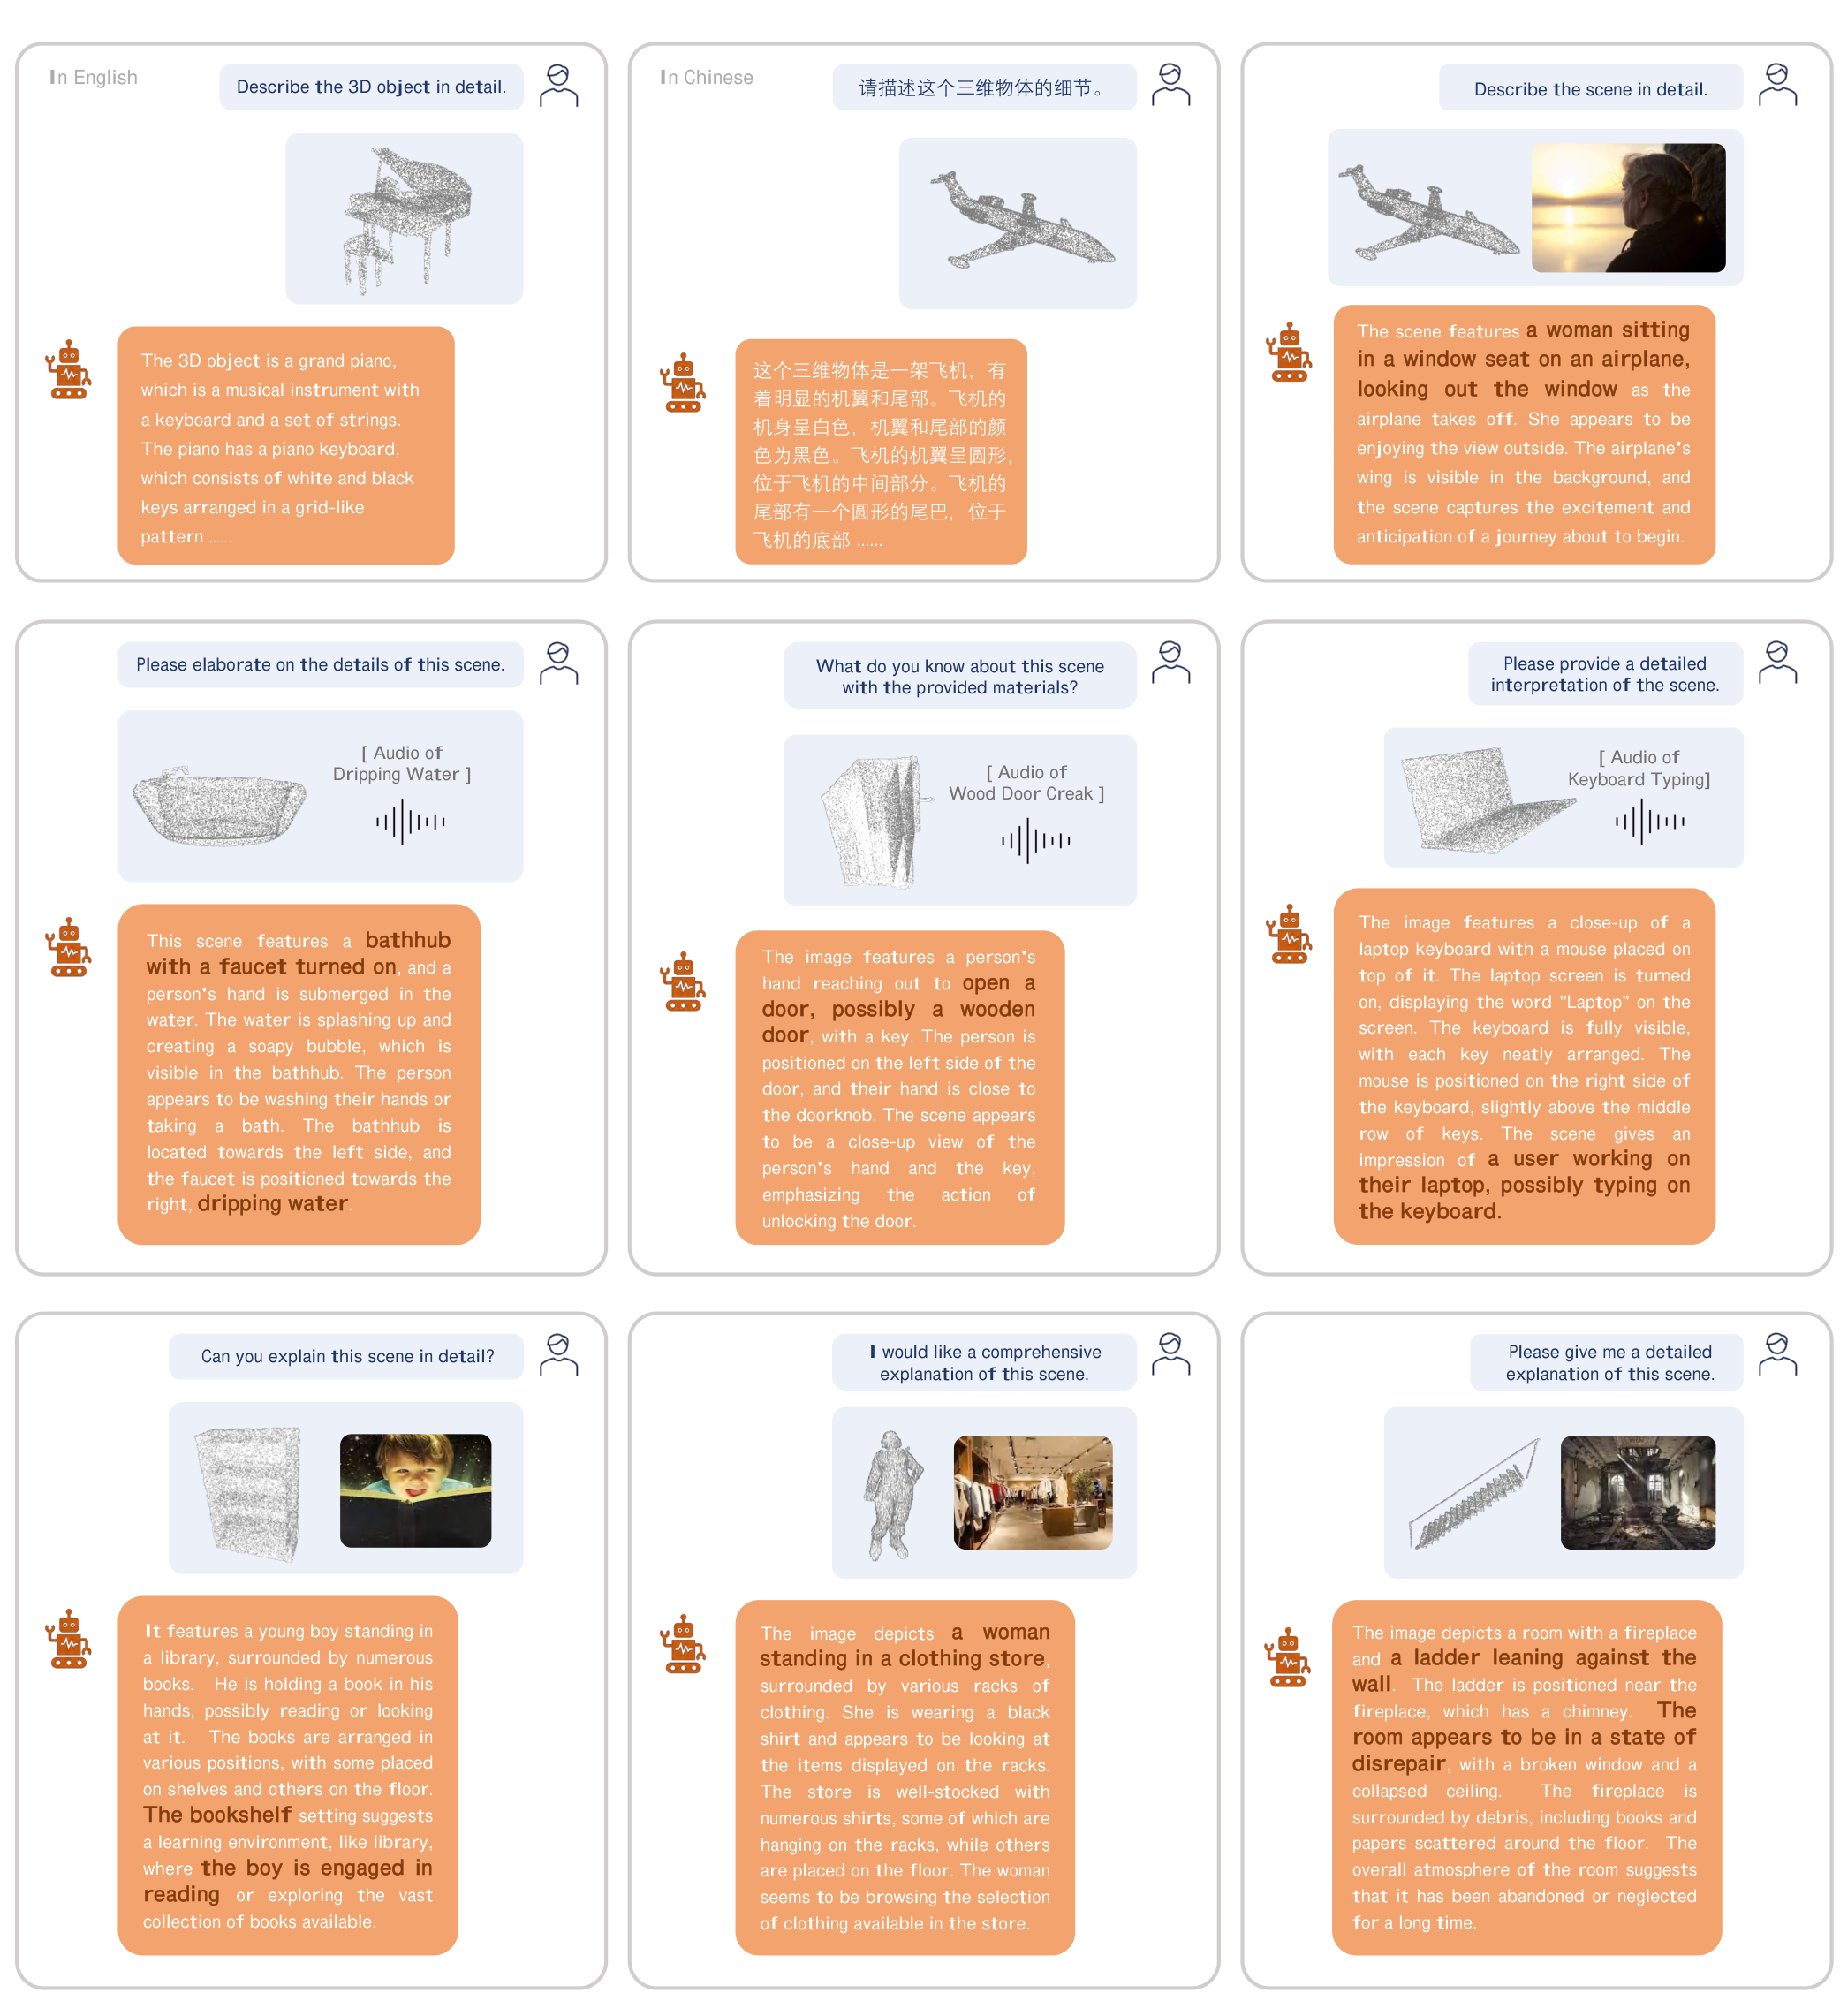 In English
Describe the 3D object in detail.
The 3D object is a grand piano,
which is a musical instrument with
a keyboard and a set of strings.
The piano has a piano keyboard,
which consists of white and black
keys arranged in a grid-like
pattern ......
In Chinese
请描述这个三维物体的细节。
这个三维物体是一架飞机，有
着明显的机翼和尾部。飞机的
机身呈白色，机翼和尾部的颜
色为黑色。飞机的机翼呈圆形，
位于飞机的中间部分。飞机的
尾部有一个圆形的尾巴，位于
飞机的底部 ......
Describe the scene in detail.
The scene features a woman sitting
in a window seat on an airplane,
looking out the window as the
airplane takes off. She appears to be
enjoying the view outside. The airplane's
wing is visible in the background, and
the scene captures the excitement and
anticipation of a journey about to begin.
Please elaborate on the details of this scene.
[ Audio of
Dripping Water ]
This scene features a bathhub
with a faucet turned on, and a
person's hand is submerged in the
water. The water is splashing up and
creating a soapy bubble, which is
visible in the bathhub. The person
appears to be washing their hands or
taking a bath. The bathhub is
located towards the left side, and
the faucet is positioned towards the
right, dripping water.
What do you know about this scene
with the provided materials?
[ Audio of
Wood Door Creak ]
The image features a person's
hand reaching out to open a
door, possibly a wooden
door, with a key. The person is
positioned on the left side of the
door, and their hand is close to
the doorknob. The scene appears
to be a close-up view of the
person's hand and the key,
emphasizing the action of
unlocking the door.
Please provide a detailed
interpretation of the scene.
[ Audio of
Keyboard Typing]
The image features a close-up of a
laptop keyboard with a mouse placed on
top of it. The laptop screen is turned
on, displaying the word "Laptop" on the
screen. The keyboard is fully visible,
with each key neatly arranged. The
mouse is positioned on the right side of
the keyboard, slightly above the middle
row of keys. The scene gives an
impression of a user working on
their laptop, possibly typing on
the keyboard.
Can you explain this scene in detail?
It features a young boy standing in
a library, surrounded by numerous
books. He is holding a book in his
hands, possibly reading or looking
at it. The books are arranged in
various positions, with some placed
on shelves and others on the floor.
The bookshelf setting suggests
a learning environment, like library,
where the boy is engaged in
reading or exploring the vast
collection of books available.
I would like a comprehensive
explanation of this scene.
The image depicts a woman
standing in a clothing store,
surrounded by various racks of
clothing. She is wearing a black
shirt and appears to be looking at
the items displayed on the racks.
The store is well-stocked with
numerous shirts, some of which are
hanging on the racks, while others
are placed on the floor. The woman
seems to be browsing the selection
of clothing available in the store.
Please give me a detailed
explanation of this scene.
The image depicts a room with a fireplace
and a ladder leaning against the
wall. The ladder is positioned near the
fireplace, which has a chimney. The
room appears to be in a state of
disrepair, with a broken window and a
collapsed ceiling. The fireplace is
surrounded by debris, including books and
papers scattered around the floor. The
overall atmosphere of the room suggests
that it has been abandoned or neglected
for a long time.